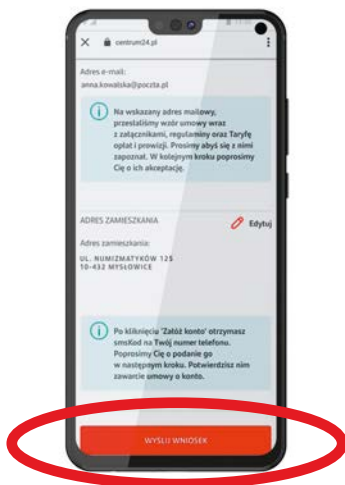 centrum24.pl
Adres e-mail:
anna.kowalska@poczta.pl
Na wskazany adres mailowy,
przesłaliśmy wzór umowy wraz
z załącznikami, regulaminy oraz Taryfę
opłat i prowizji. Prosimy abyś się z nimi
zapoznał. W kolejnym kroku poprosimy
Cię o ich akceptację.
ADRES ZAMIESZKANIA Edytuj
Adres zamieszkania:
UL. NUMIZMATYKÓW 125
10-432 MYSŁOWICE
Po kliknięciu 'Załóż konto' otrzymasz
smsKod na Twój numer telefonu.
Poprosimy Cię o podanie go
w następnym kroku. Potwierdzisz nim
zawarcie umowy o konto.
WYŚLIJ WNIOSEK